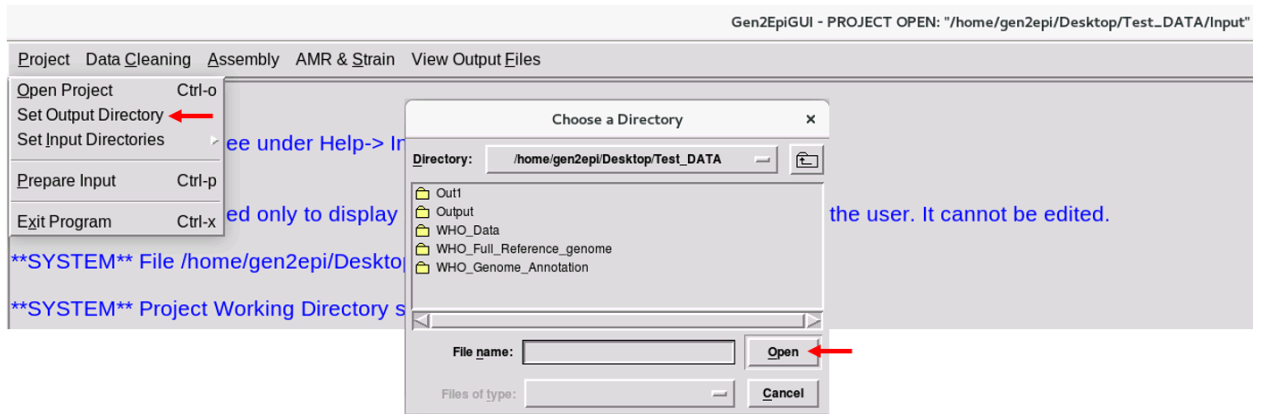 Gen2EpiGUI - PROJECT OPEN: "/home/gen2epi/Desktop/Test_DATA/Input"
Project Data Cleaning Assembly AMR & Strain View Output Files
Open Project Ctrl-o
Set Output Directory
Set Input Directories
Prepare Input Ctrl-p
Exit Program Ctrl-x
ee under Help-> In
ed only to display
the user. It cannot be edited.
**SYSTEM** File /home/gen2epi/Deskto
**SYSTEM** Project Working Directory s
Choose a Directory ×
Directory: /home/gen2epi/Desktop/Test_DATA
Out1
Output
WHO_Data
WHO_Full_Reference_genome
WHO_Genome_Annotation
File name: Open
Files of type: Cancel